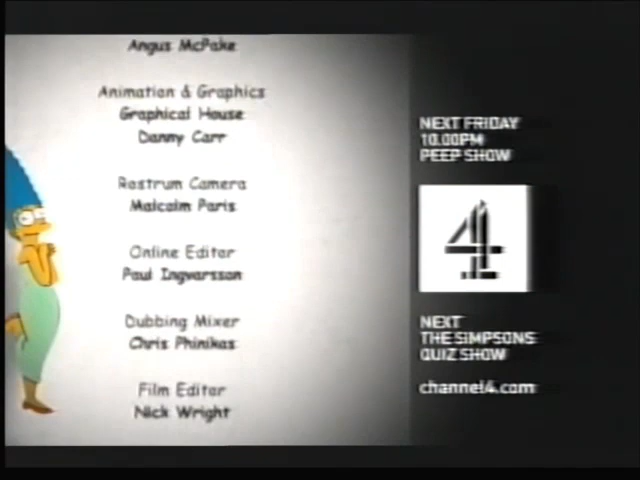 Angus McPake
Animation & Graphics
Graphical House
Danny Carr
Rostrum Camera
Malcolm Paris
Online Editor
Paul Ingvarsson
Dubbing Mixer
Chris Phinikas
Film Editor
Nick Wright
NEXT FRIDAY
10.00PM
PEEP SHOW
4
NEXT
THE SIMPSONS
QUIZ SHOW
channel4.com